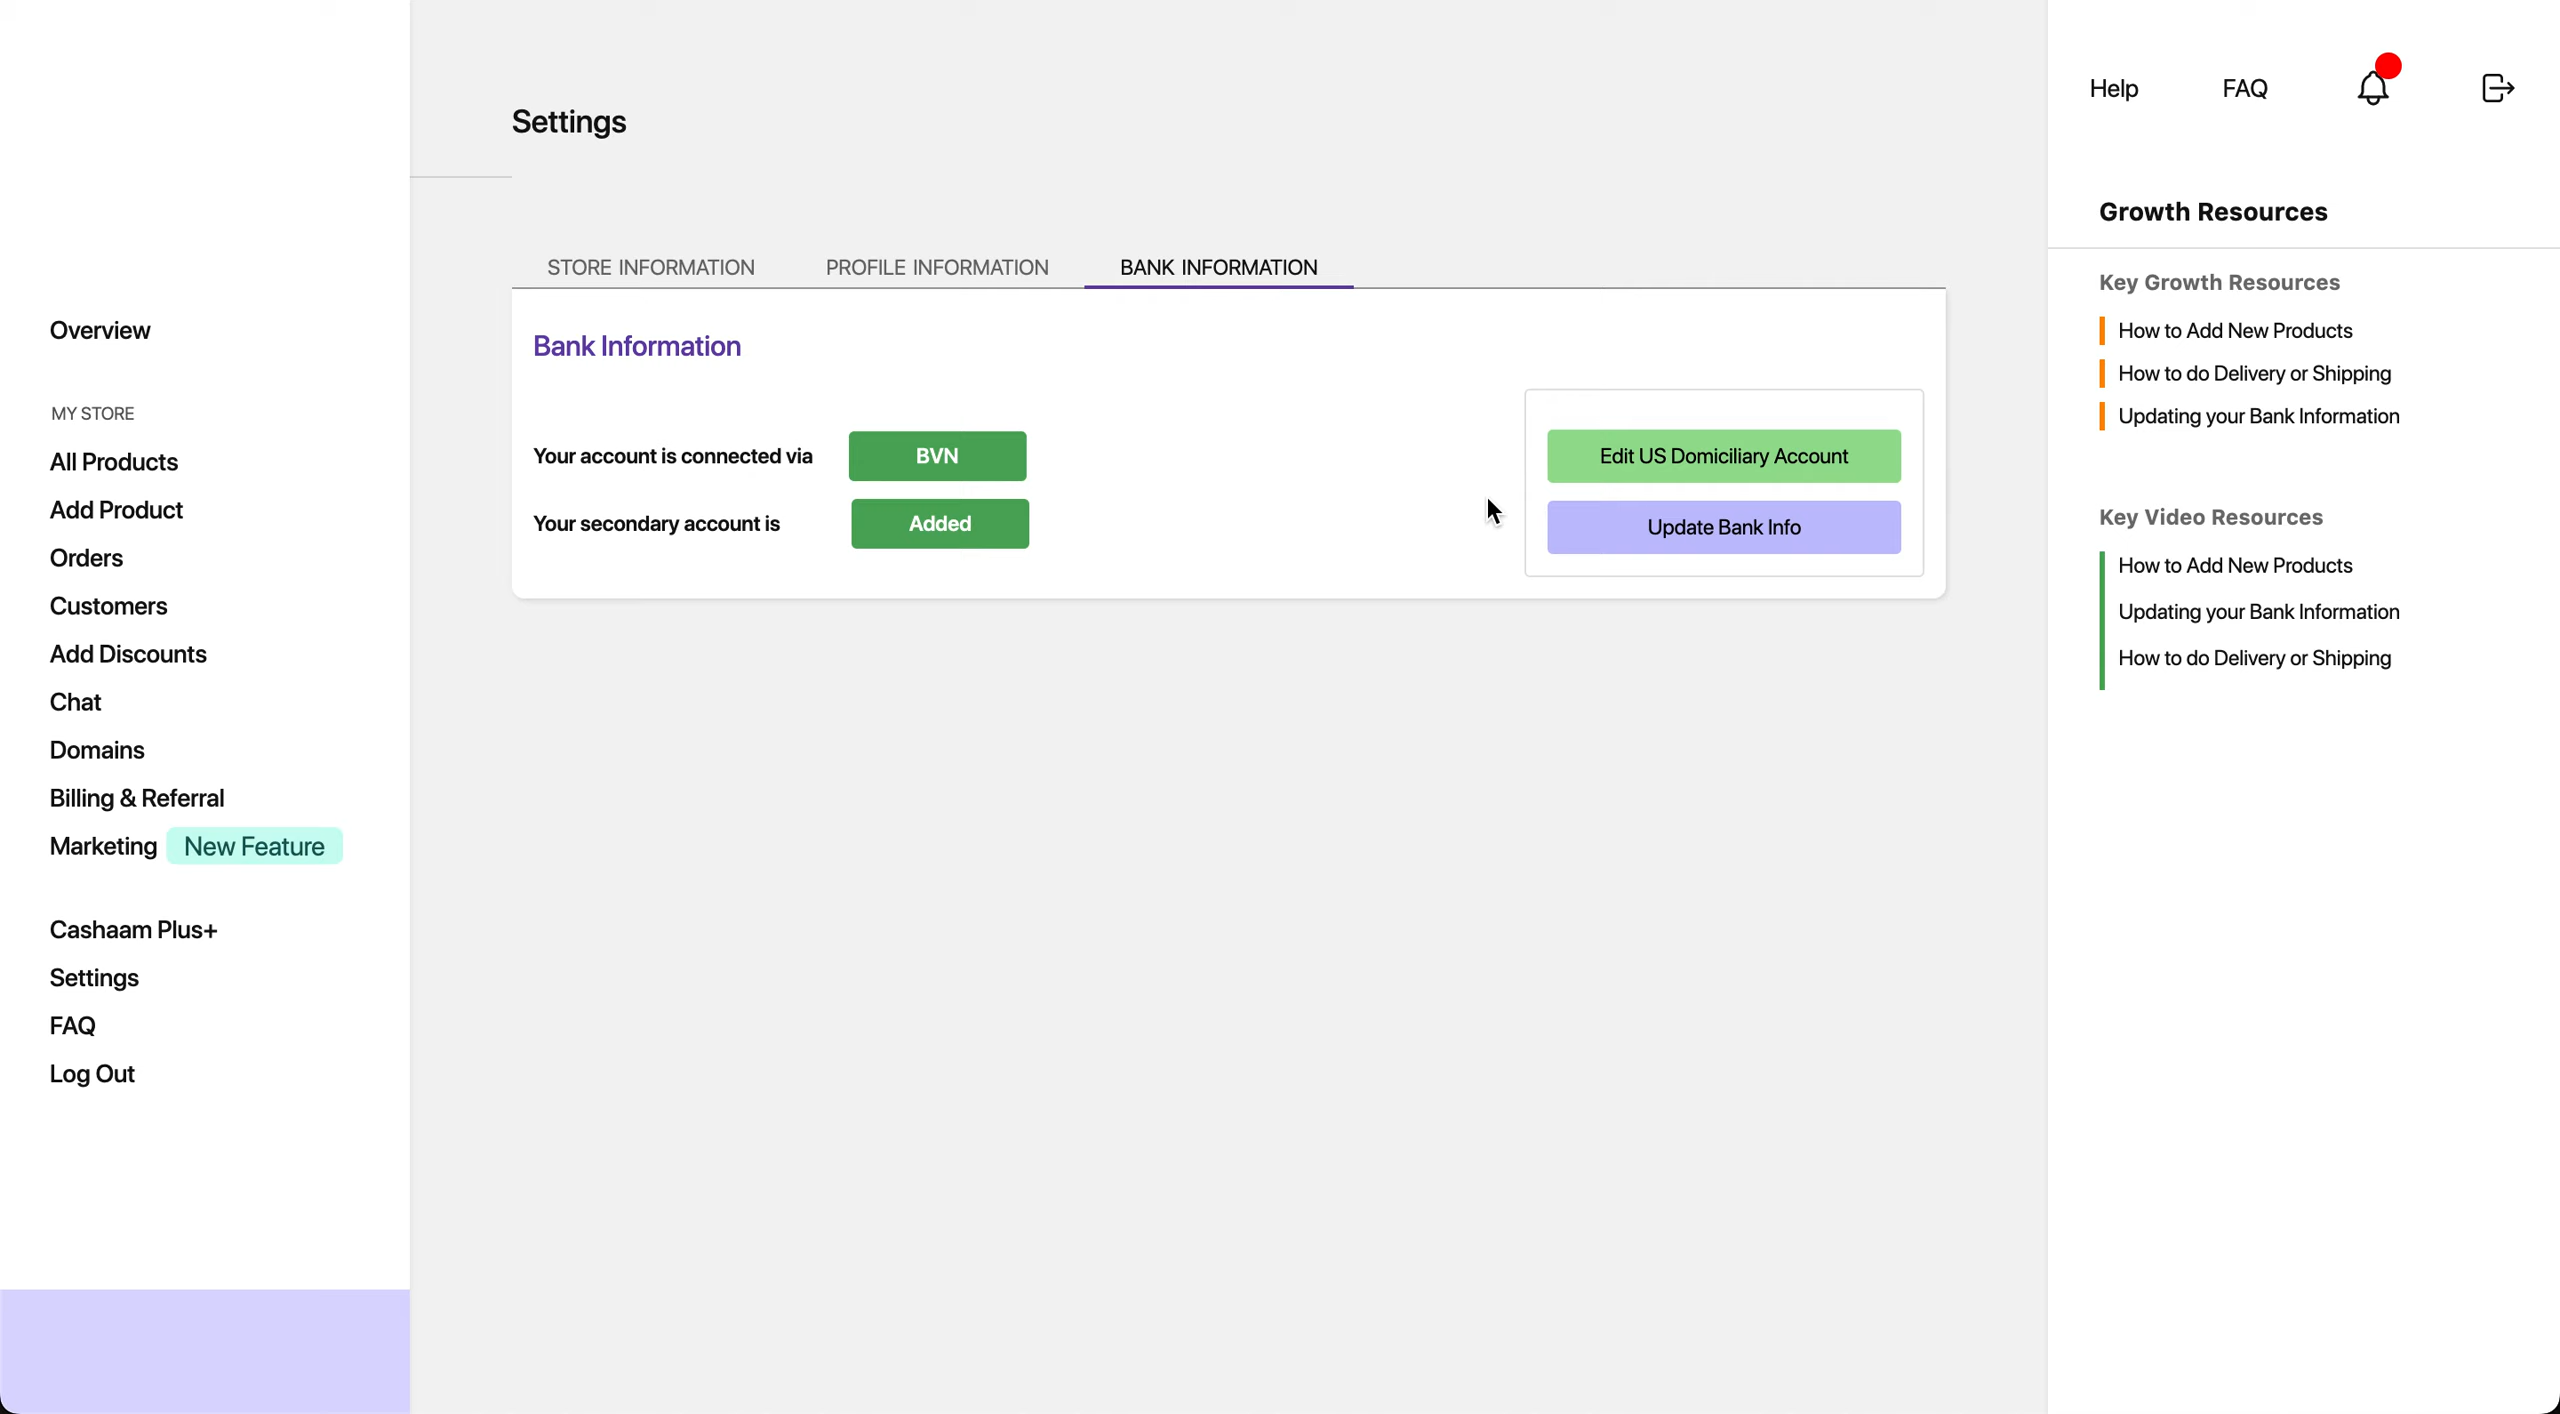 Help
FAQ
Settings
Growth Resources
STORE INFORMATION
PROFILE INFORMATION
BANK INFORMATION
Key Growth Resources
How to Add New Products
How to do Delivery or Shipping
Updating your Bank Information
Overview
MY STORE
All Products
Add Product
Orders
Customers
Add Discounts
Chat
Domains
Billing & Referral
Marketing New Feature
Cashaam Plus+
Settings
FAQ
Log Out
Bank Information
Your account is connected via BVN
Your secondary account is Added
Edit US Domiciliary Account
Update Bank Info
Key Video Resources
How to Add New Products
Updating your Bank Information
How to do Delivery or Shipping